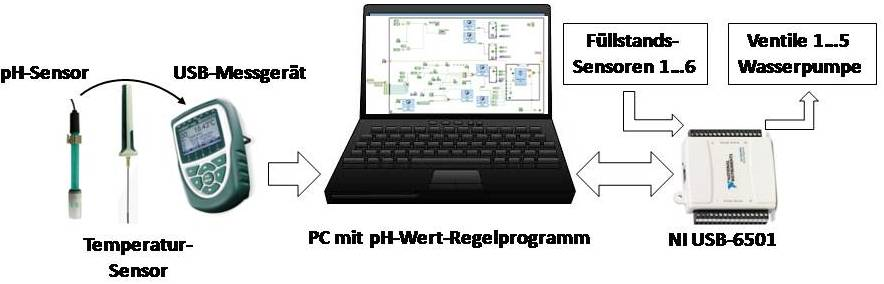 pH-Sensor
USB-Messgerät
Füllstands-
Sensoren 1...6
Ventile 1...5
Wasserpumpe
Temperatur-
Sensor
PC mit pH-Wert-Regelprogramm
NI USB-6501